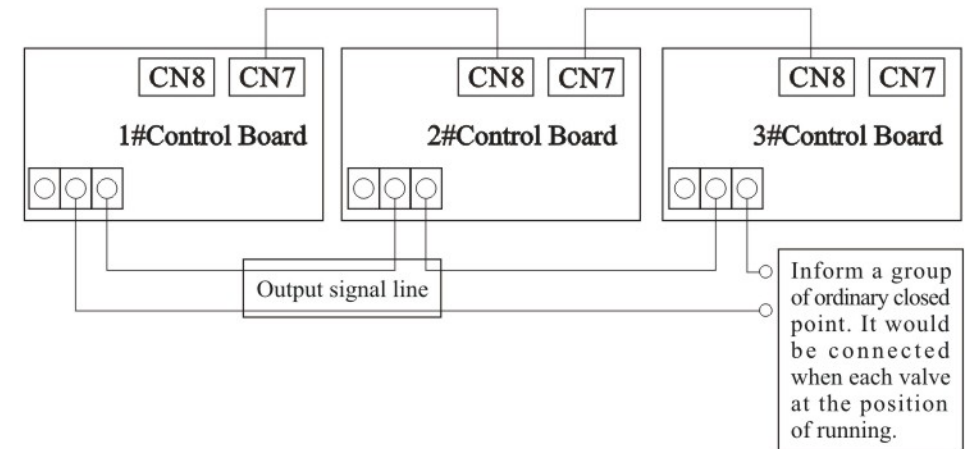 CN8 CN7 CN8 CN7 CN8 CN7
1#Control Board 2#Control Board 3#Control Board
Output signal line
Inform a group
of ordinary closed
point. It would
be connected
when each valve
at the position
of running.